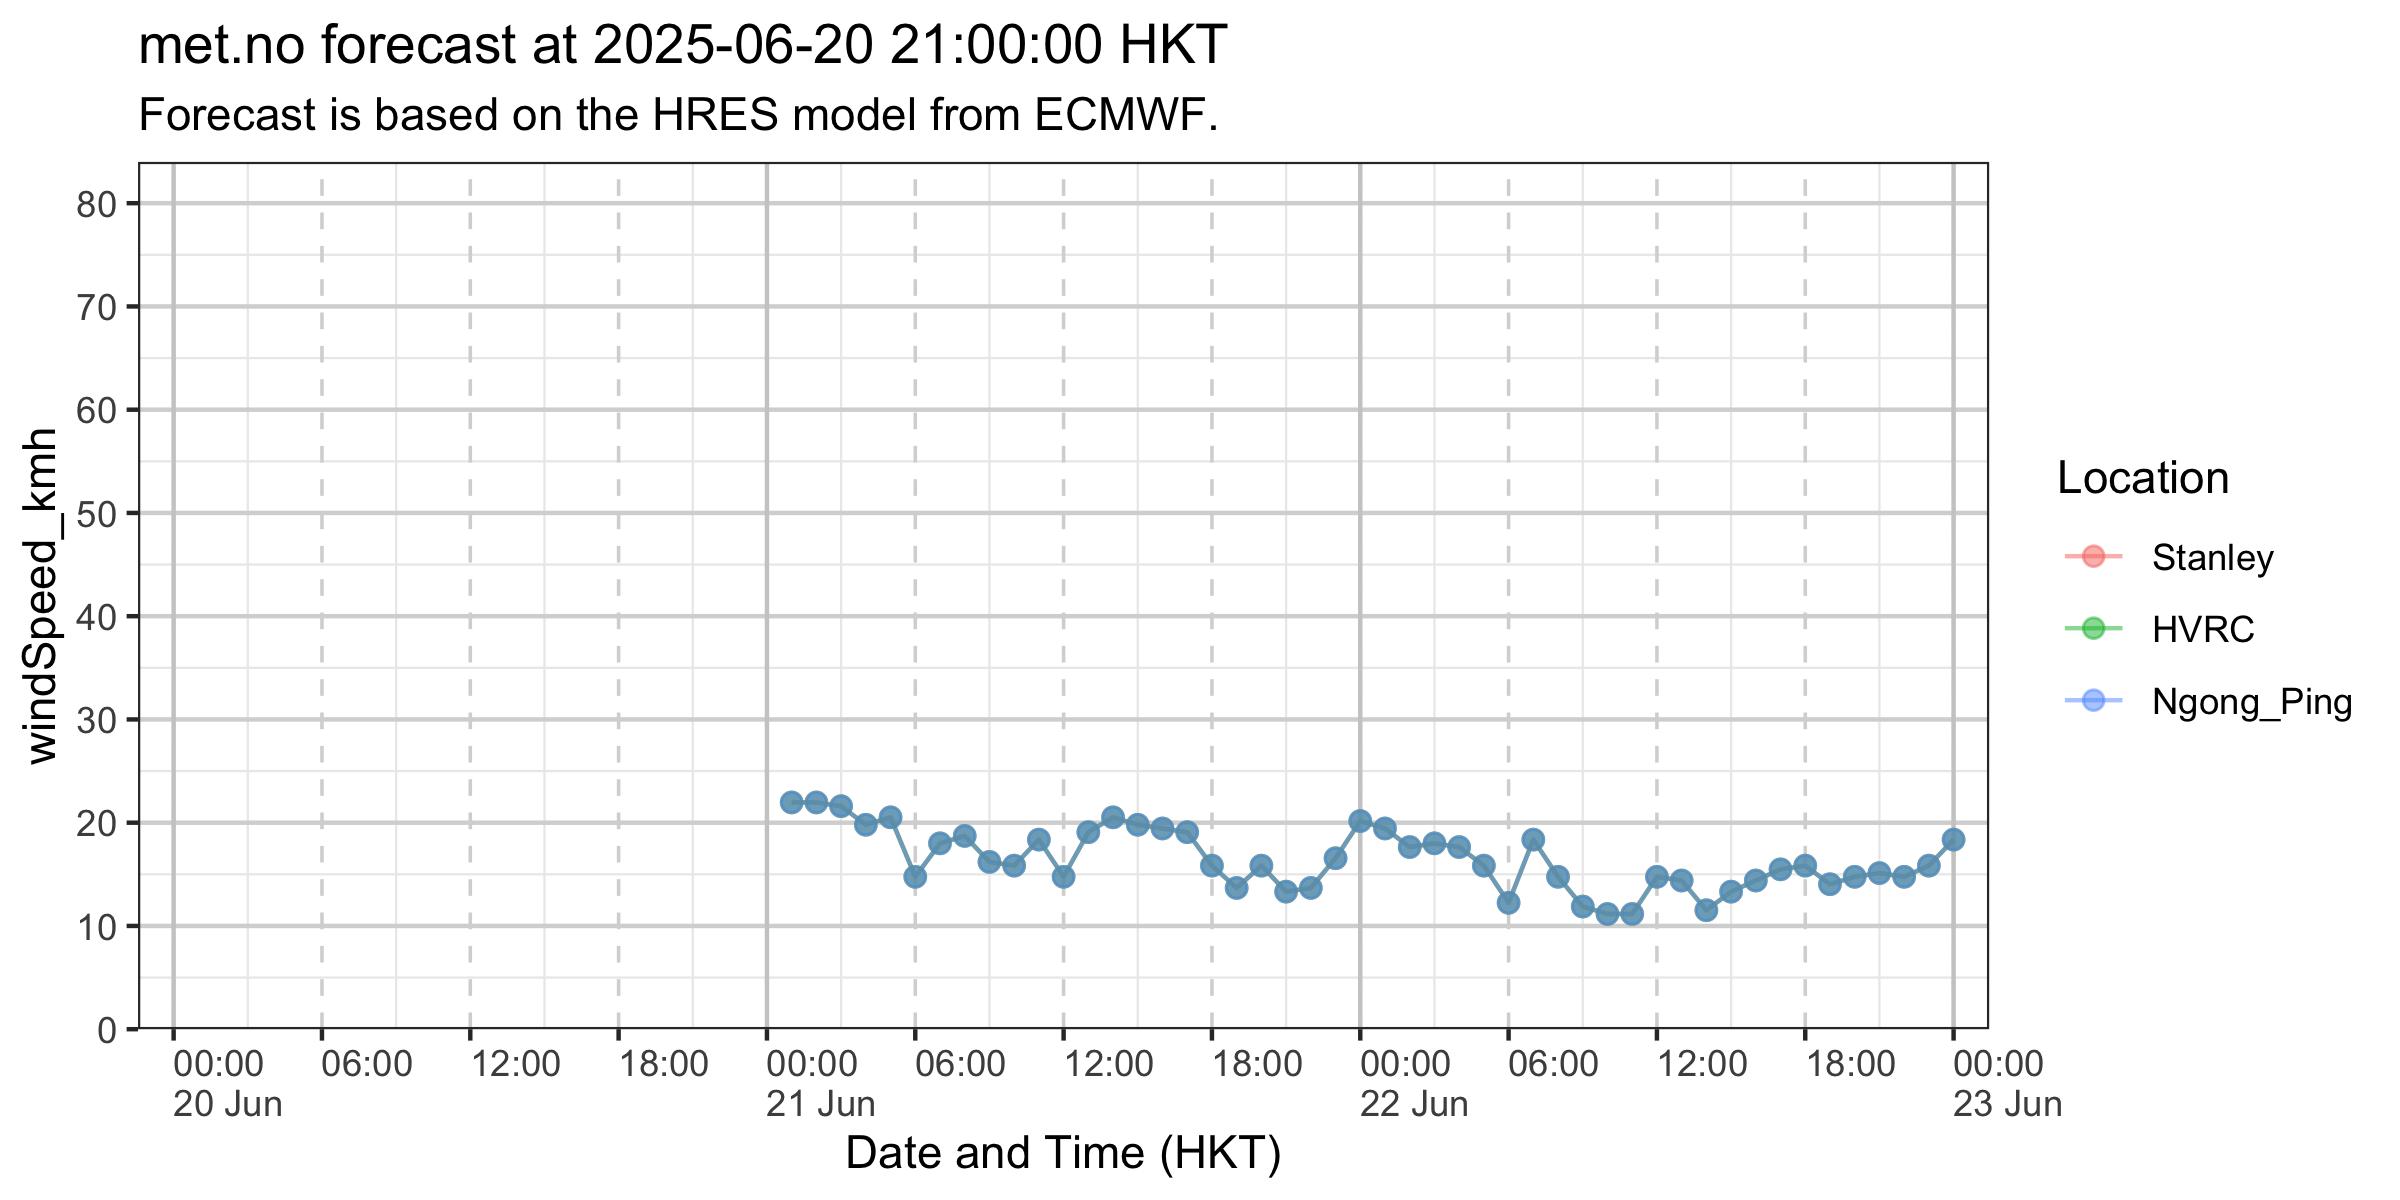 met.no forecast at 2025-06-20 21:00:00 HKT
Forecast is based on the HRES model from ECMWF.
windSpeed_kmh
80
70
60
50
40
30
20
10
0
00:00 06:00 12:00 18:00 00:00 06:00 12:00 18:00 00:00 06:00 12:00 18:00 00:00
20 Jun 21 Jun 22 Jun 23 Jun
Date and Time (HKT)
Location
Stanley
HVRC
Ngong_Ping